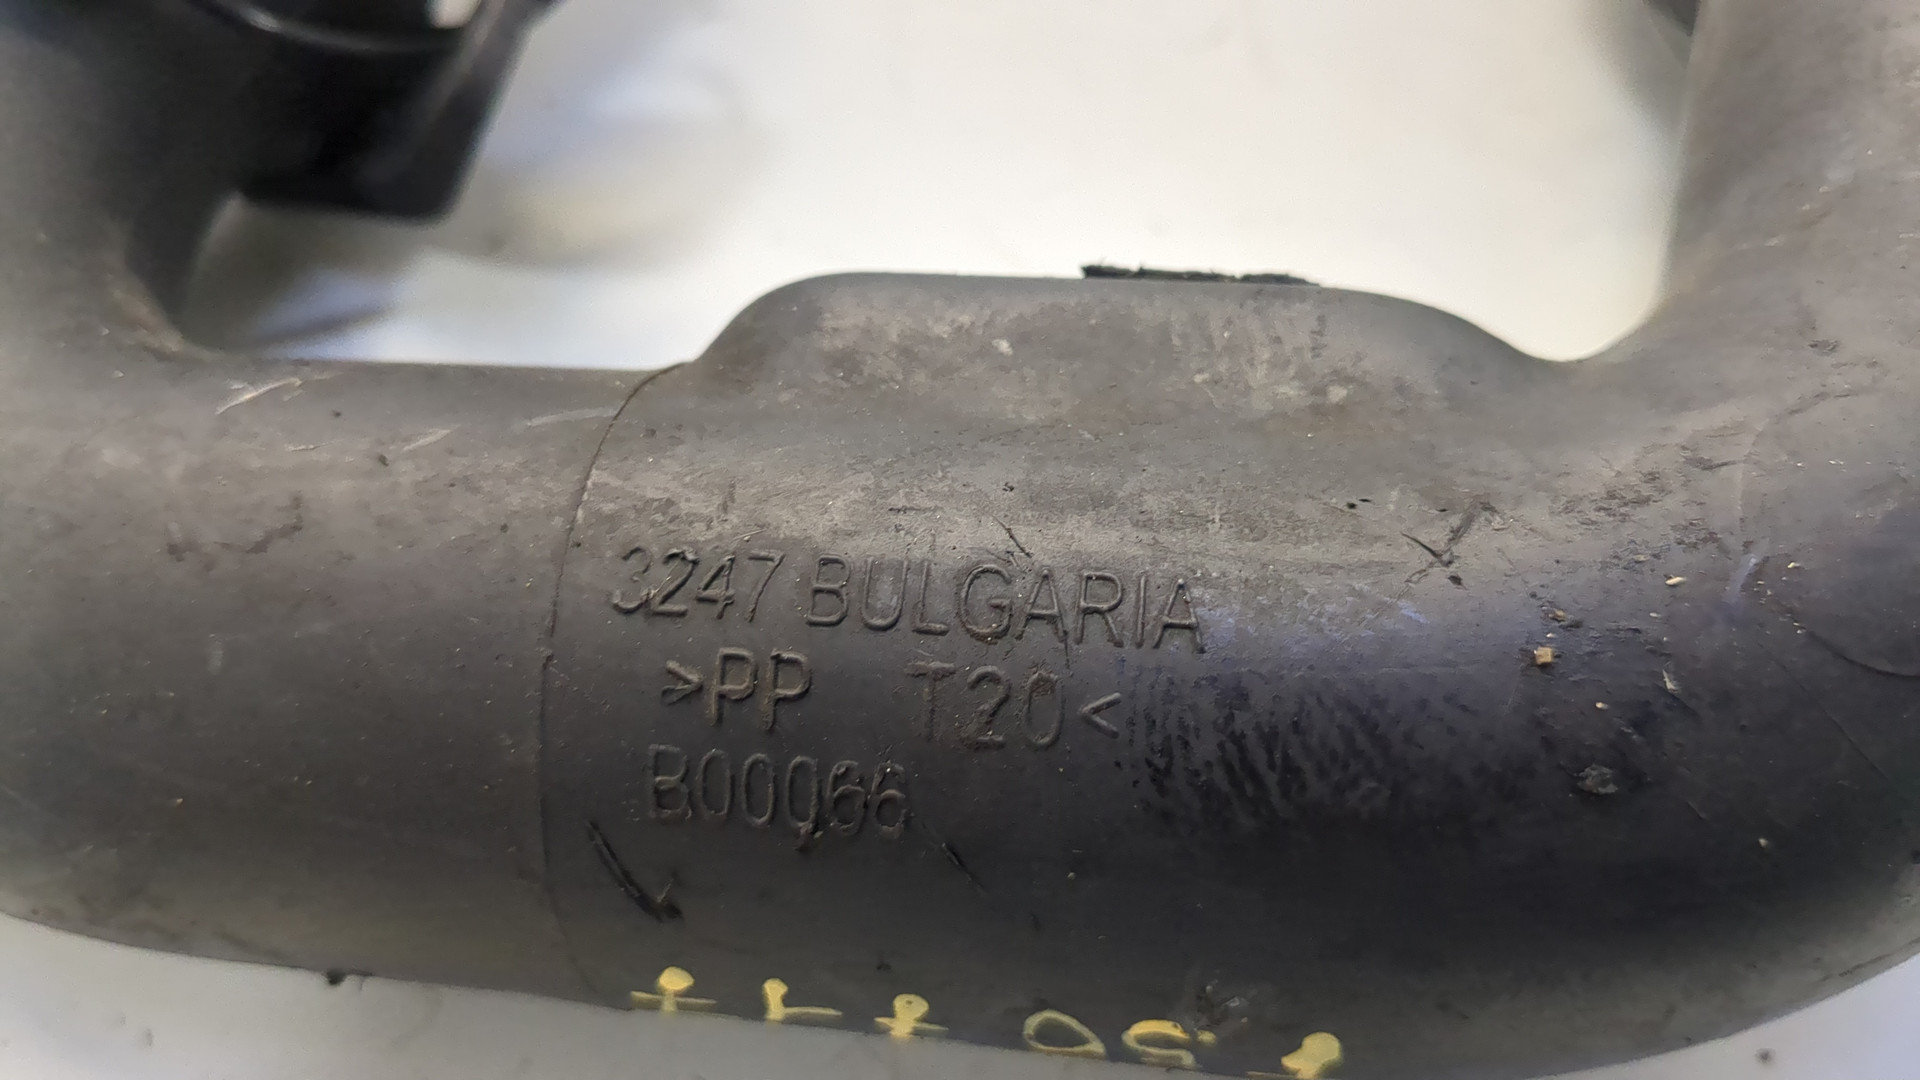 3247 BULGARIA
>PP T20<
B00066